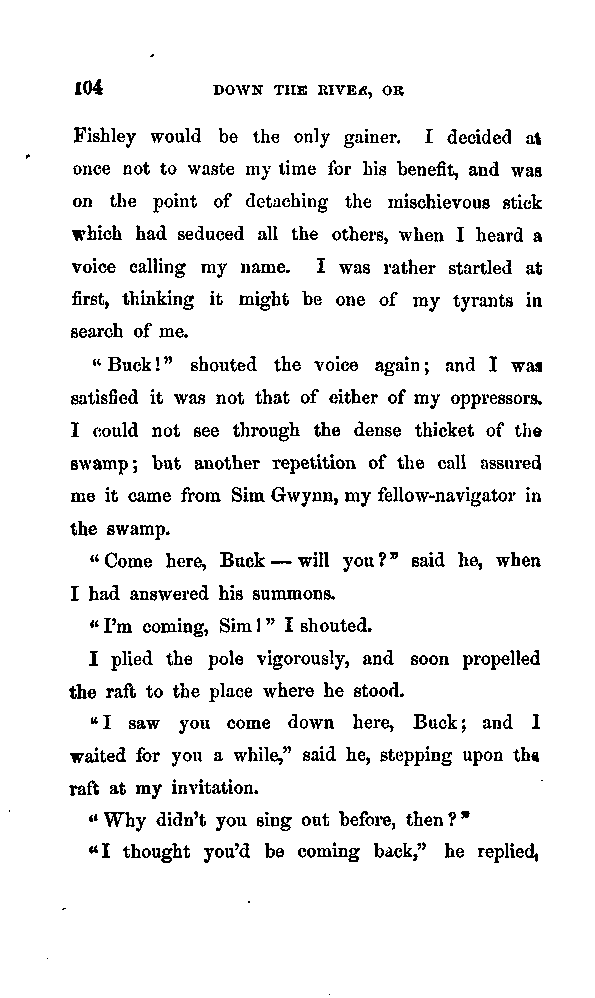 104 DOWN THE RIVER, OR
Fishley would be the only gainer. I decided at
once not to waste my time for his benefit, and was
on the point of detaching the mischievous stick
which had seduced all the others, when I heard a
voice calling my name. I was rather startled at
first, thinking it might be one of my tyrants in
search of me.
"Buck!" shouted the voice again; and I was
satisfied it was not that of either of my oppressors.
I could not see through the dense thicket of the
swamp; but another repetition of the call assured
me it came from Sim Gwynn, my fellow-navigator in
the swamp.
"Come here, Buck — will you?" said he, when
I had answered his summons.
"I'm coming, Sim!" I shouted.
I plied the pole vigorously, and soon propelled
the raft to the place where he stood.
"I saw you come down here, Buck; and I
waited for you a while," said he, stepping upon the
raft at my invitation.
"Why didn't you sing out before, then?"
"I thought you'd be coming back," he replied,